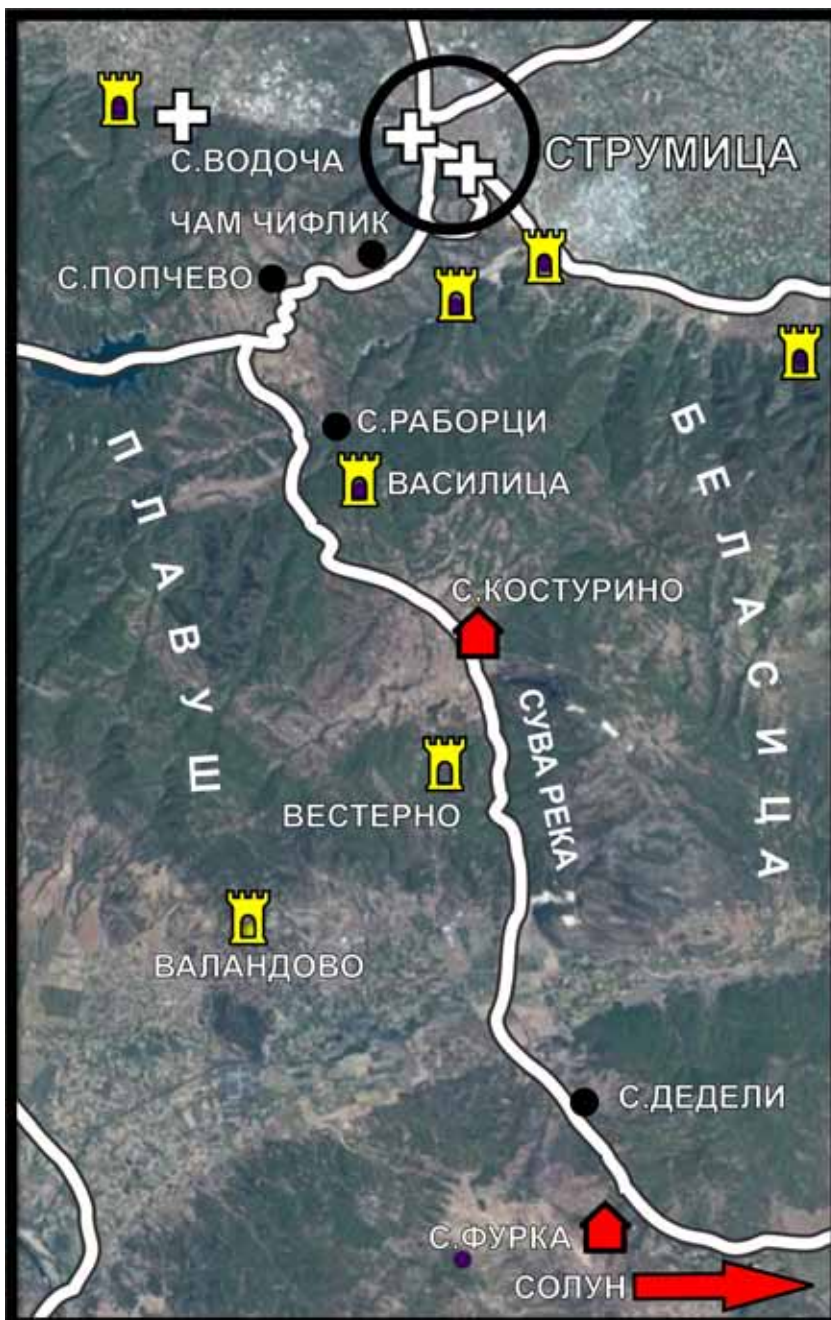 СТРУМИЦА
С.ВОДОЧА
ЧАМ ЧИФЛИК
С.ПОПЧЕВО
С.РАБОРЦИ
ВАСИЛИЦА
ПЛАВУШ
БЕЛАСИЦА
С.КОСТУРИНО
СУВА РЕКА
ВЕСТЕРНО
ВАЛАНДОВО
С.ДЕДЕЛИ
С.ФУРКА
СОЛУН